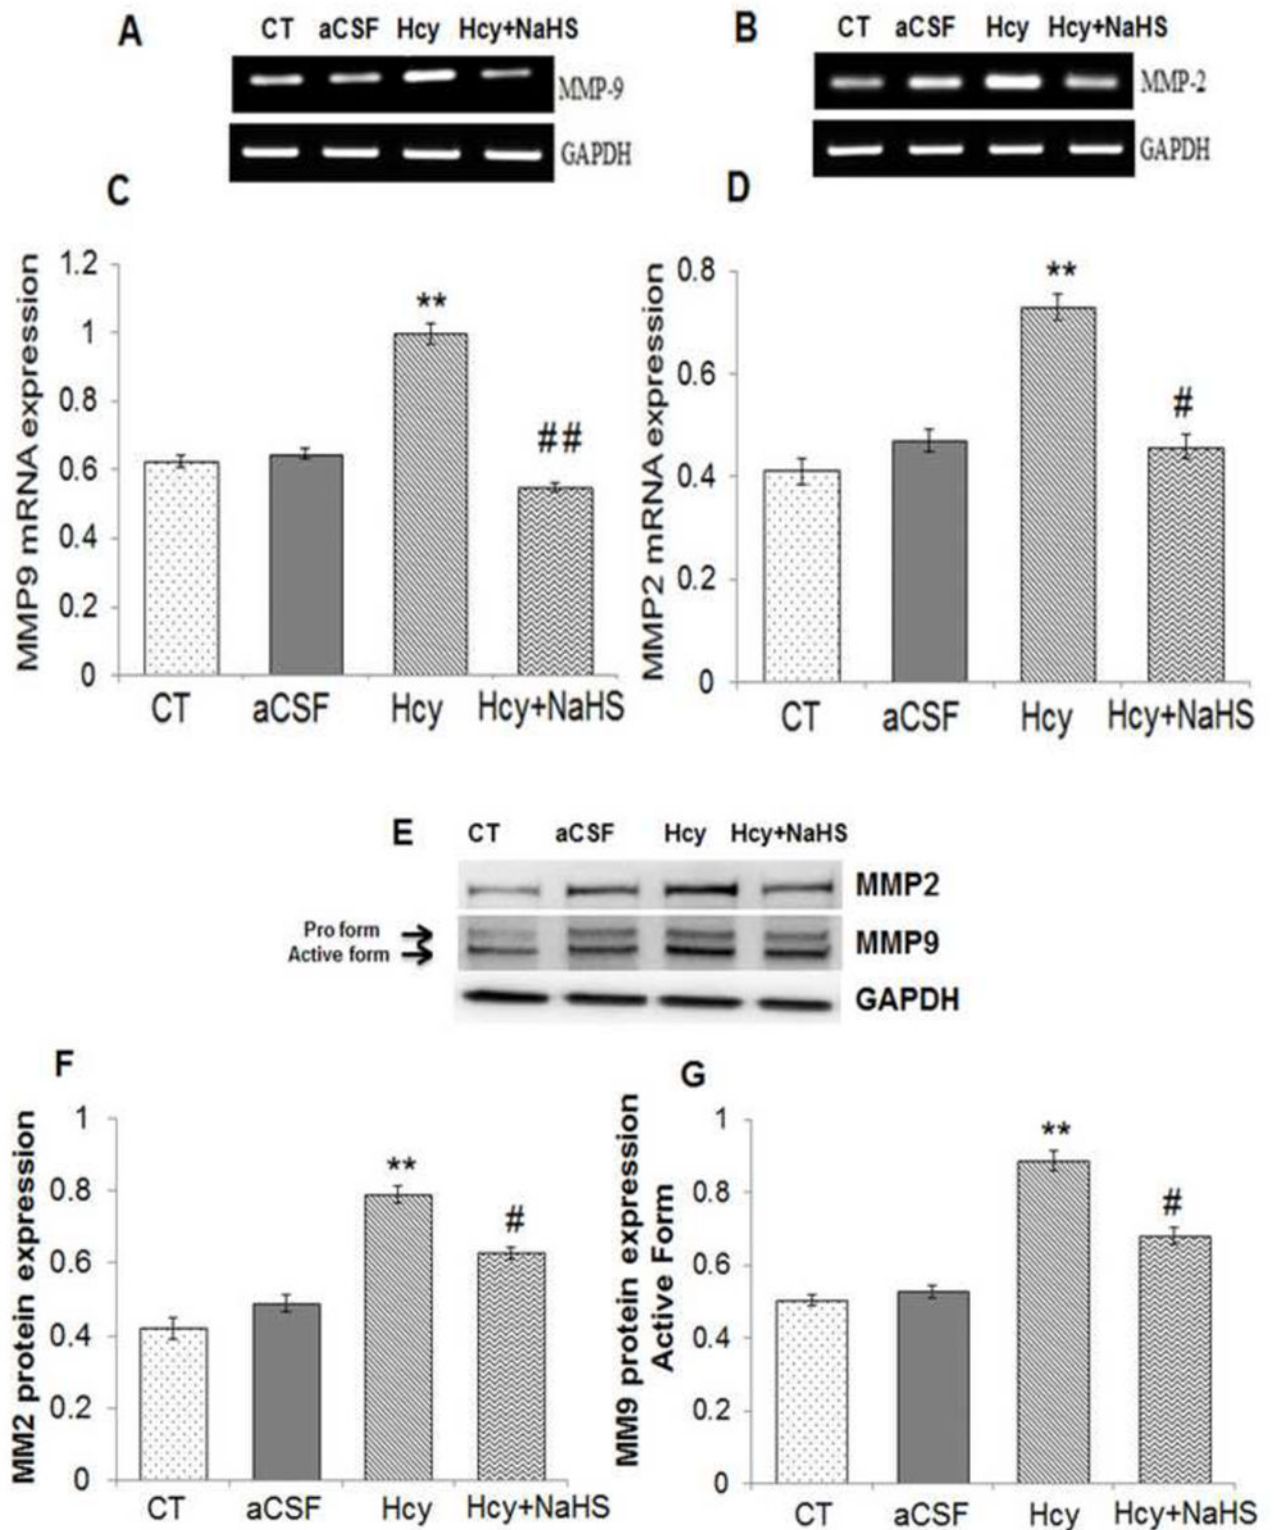 A
CT aCSF Hcy Hcy+NaHS
MMP-9
GAPDH
B
CT aCSF Hcy Hcy+NaHS
MMP-2
GAPDH
C
MMP9 mRNA expression
1.2
1
0.8
0.6
0.4
0.2
0
**
##
CT aCSF Hcy Hcy+NaHS
D
MMP2 mRNA expression
0.8
0.6
0.4
0.2
0
**
#
CT aCSF Hcy Hcy+NaHS
E
CT aCSF Hcy Hcy+NaHS
MMP2
Pro form
Active form
MMP9
GAPDH
F
MM2 protein expression
1
0.8
0.6
0.4
0.2
0
**
#
CT aCSF Hcy Hcy+NaHS
G
MM9 protein expression
Active Form
1
0.8
0.6
0.4
0.2
0
**
#
CT aCSF Hcy Hcy+NaHS